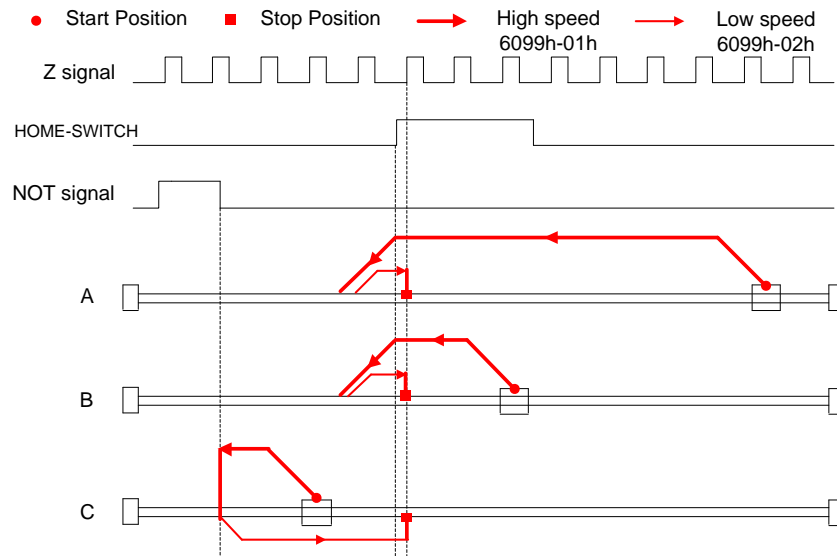 Start Position
Stop Position
High speed
6099h-01h
Low speed
6099h-02h
Z signal
HOME-SWITCH
NOT signal
A
B
C